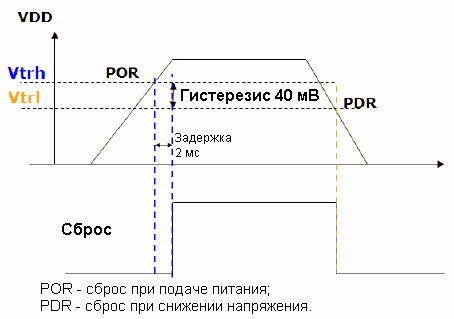 VDD
Vtrh
POR
Vtrl
Гистерезис 40 мВ
PDR
Задержка
2 мс
Сброс
POR - сброс при подаче питания;
PDR - сброс при снижении напряжения.